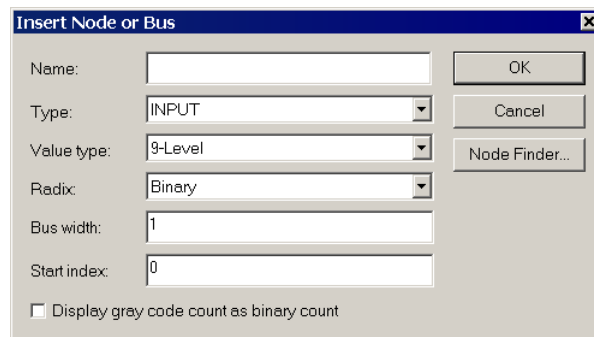 Insert Node or Bus
Name:
OK
Type:
INPUT
Cancel
Value type:
9-Level
Node Finder...
Radix:
Binary
Bus width:
1
Start index:
0
Display gray code count as binary count